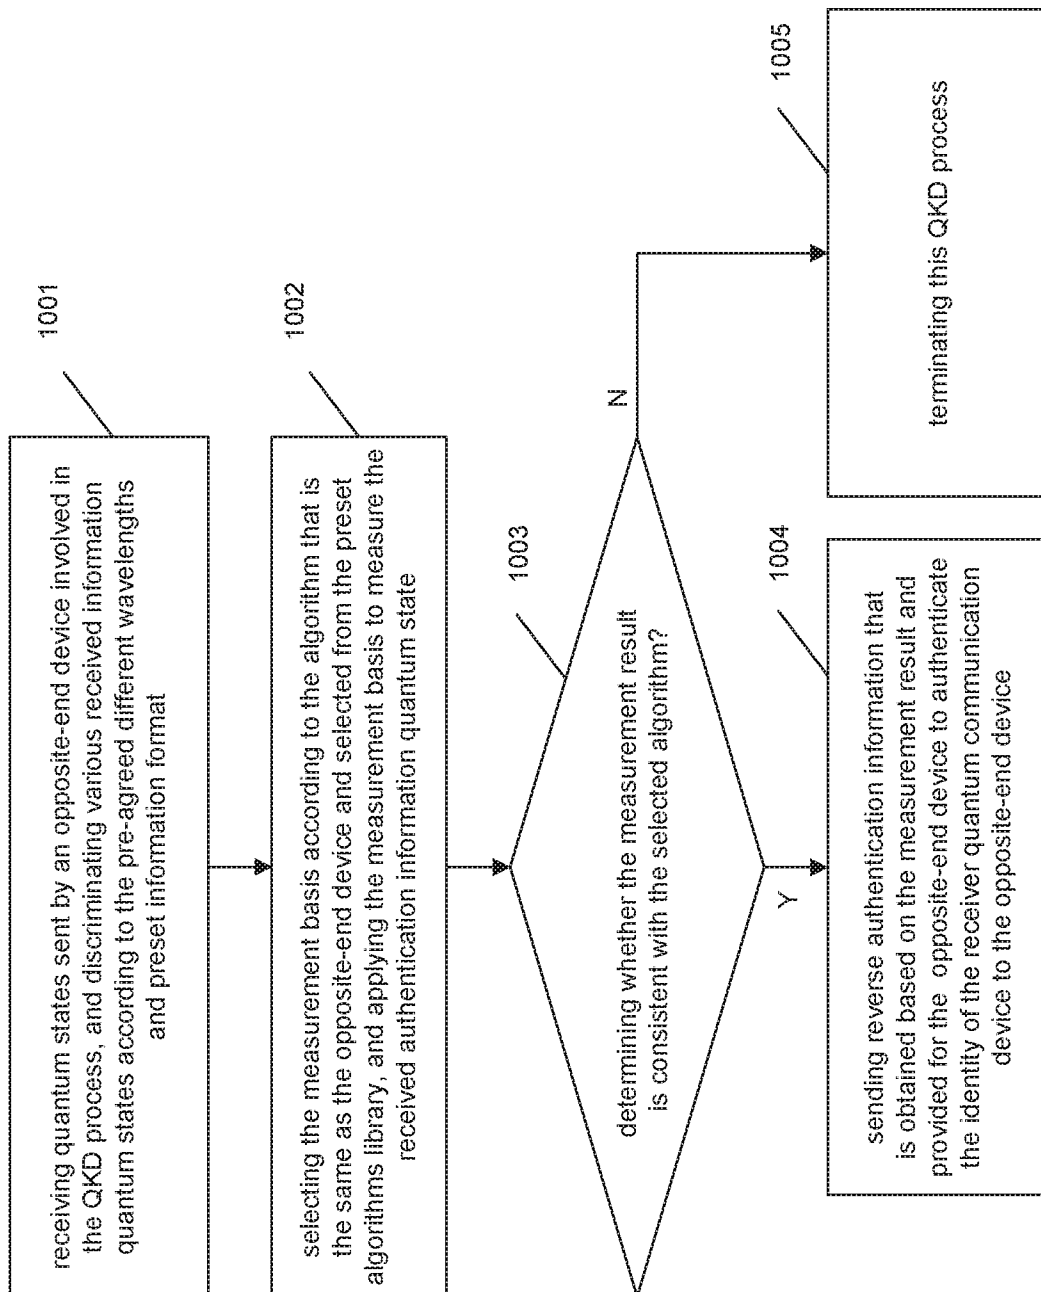 receiving quantum states sent by an opposite-end device involved in
the QKD process, and discriminating various received information
quantum states according to the pre-agreed different wavelengths
and preset information format
1001
selecting the measurement basis according to the algorithm that is
the same as the opposite-end device and selected from the preset
algorithms library, and applying the measurement basis to measure the
received authentication information quantum state
1002
determining whether the measurement result
is consistent with the selected algorithm?
1003
N
Y
sending reverse authentication information that
is obtained based on the measurement result and
provided for the opposite-end device to authenticate
the identity of the receiver quantum communication
device to the opposite-end device
1004
terminating this QKD process
1005